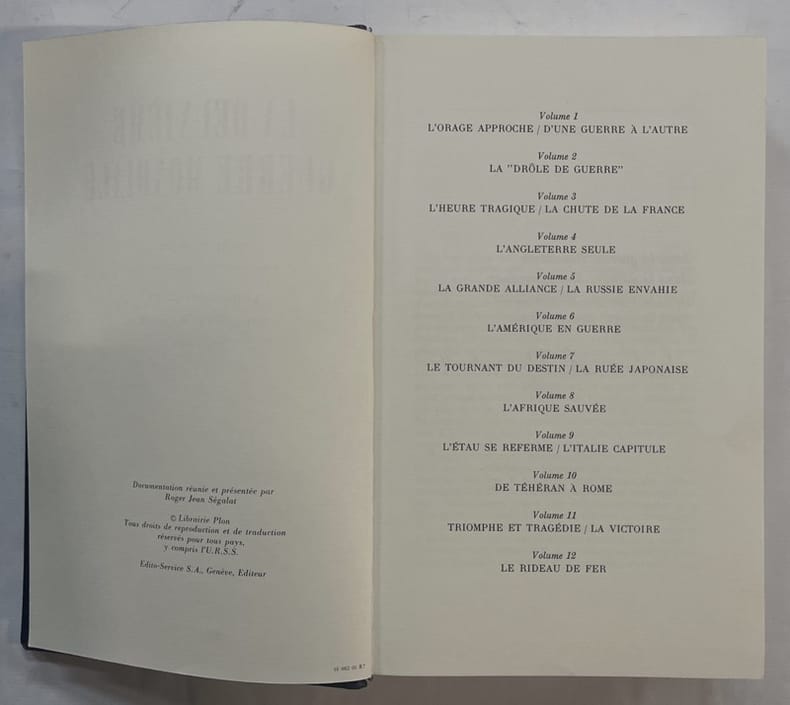 Documentation réunie et présentée par
Roger Jean Ségalat
© Librairie Plon
Tous droits de reproduction et de traduction
réservés pour tous pays,
y compris l'U.R.S.S.
Edito-Service S.A., Genève, Editeur
Volume 1
L'ORAGE APPROCHE / D'UNE GUERRE À L'AUTRE
Volume 2
LA "DRÔLE DE GUERRE"
Volume 3
L'HEURE TRAGIQUE / LA CHUTE DE LA FRANCE
Volume 4
L'ANGLETERRE SEULE
Volume 5
LA GRANDE ALLIANCE / LA RUSSIE ENVAHIE
Volume 6
L'AMÉRIQUE EN GUERRE
Volume 7
LE TOURNANT DU DESTIN / LA RUÉE JAPONAISE
Volume 8
L'AFRIQUE SAUVÉE
Volume 9
L'ÉTAU SE REFERME / L'ITALIE CAPITULE
Volume 10
DE TÉHÉRAN À ROME
Volume 11
TRIOMPHE ET TRAGÉDIE / LA VICTOIRE
Volume 12
LE RIDEAU DE FER